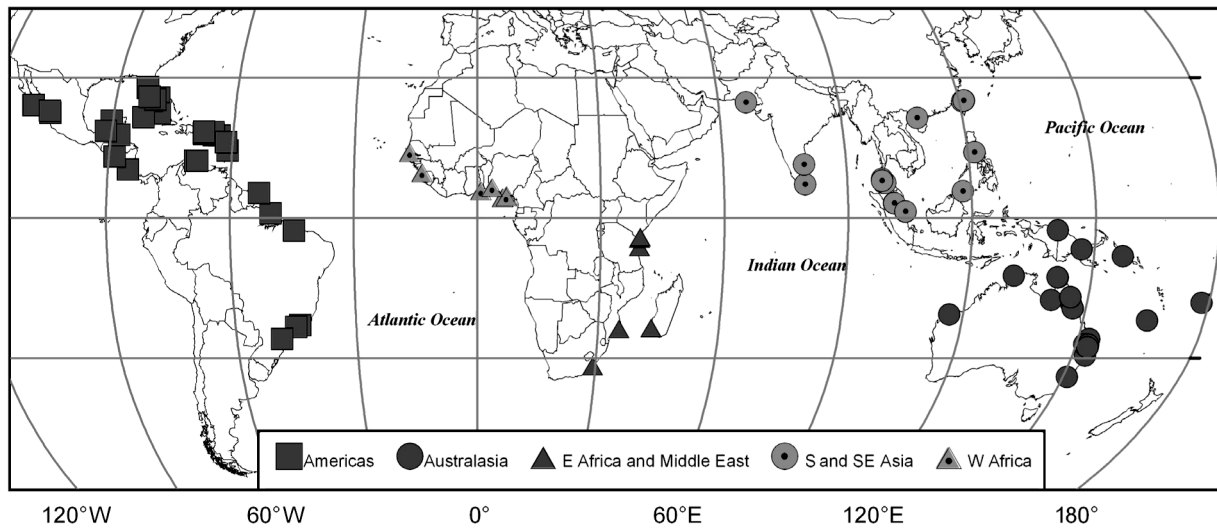 Pacific Ocean
Indian Ocean
Atlantic Ocean
Americas Australasia E Africa and Middle East S and SE Asia W Africa
120°W 60°W 0° 60°E 120°E 180°